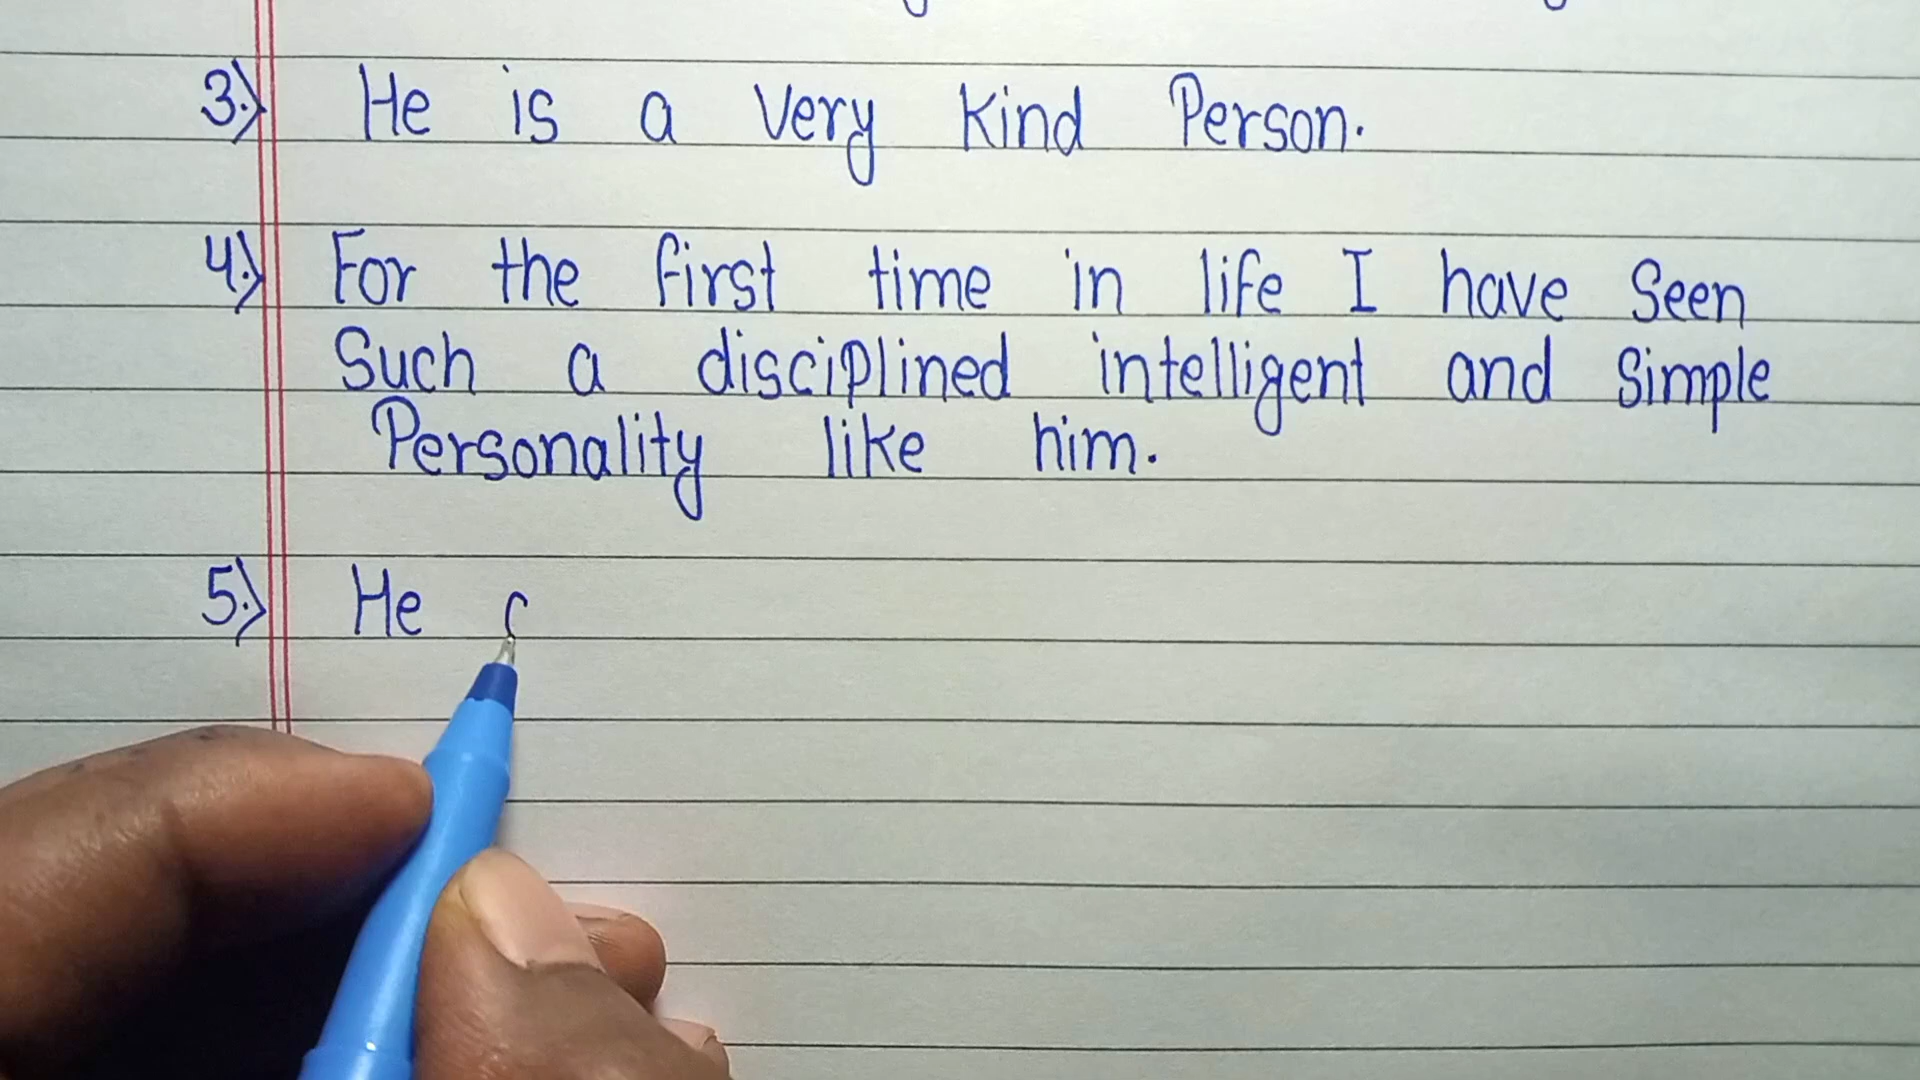 3.) He is a very kind Person.
4.) For the first time in life I have seen
Such a disciplined intelligent and simple
Personality like him.
5.) He